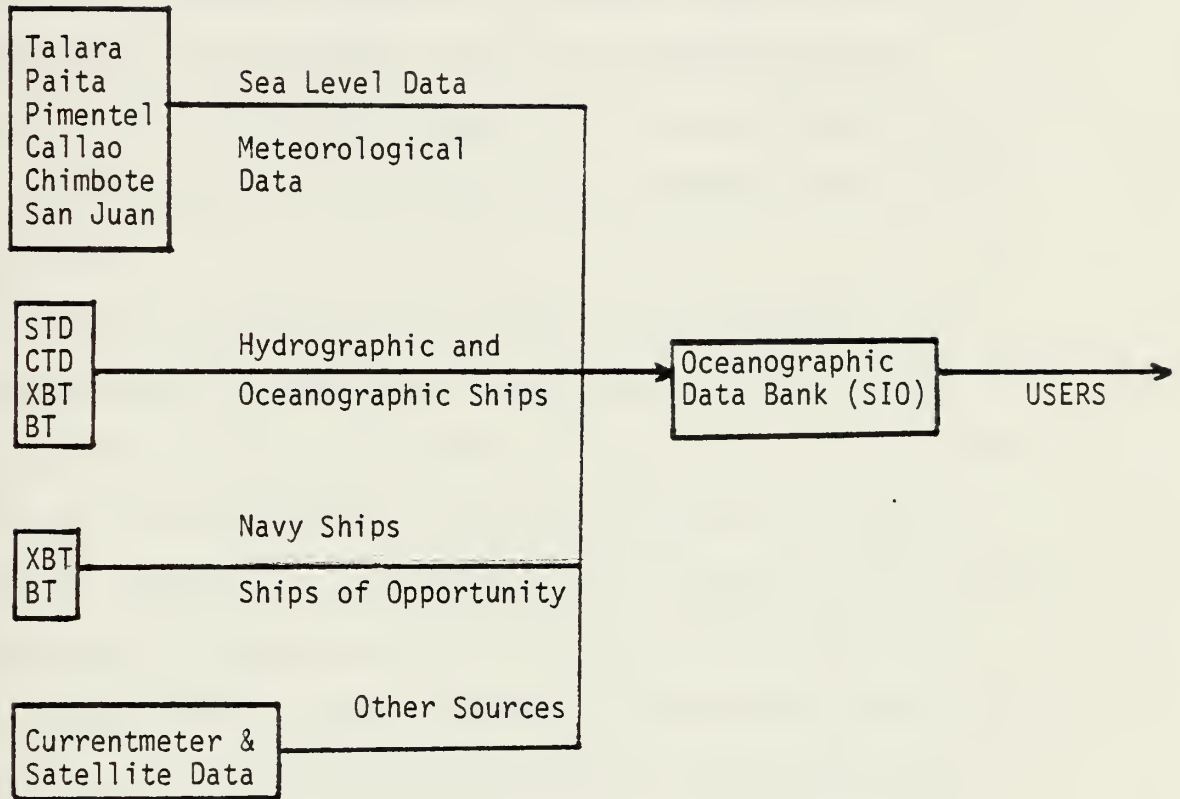 Talara
Paita
Pimentel
Callao
Chimbote
San Juan
Sea Level Data
Meteorological
Data
STD
CTD
XBT
BT
Hydrographic and
Oceanographic Ships
Oceanographic
Data Bank (SIO)
USERS
XBT
BT
Navy Ships
Ships of Opportunity
Other Sources
Currentmeter &
Satellite Data